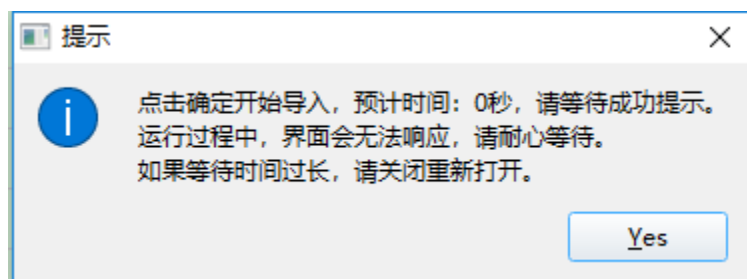 提示
点击确定开始导入，预计时间：0秒，请等待成功提示。
运行过程中，界面会无法响应，请耐心等待。
如果等待时间过长，请关闭重新打开。
Yes